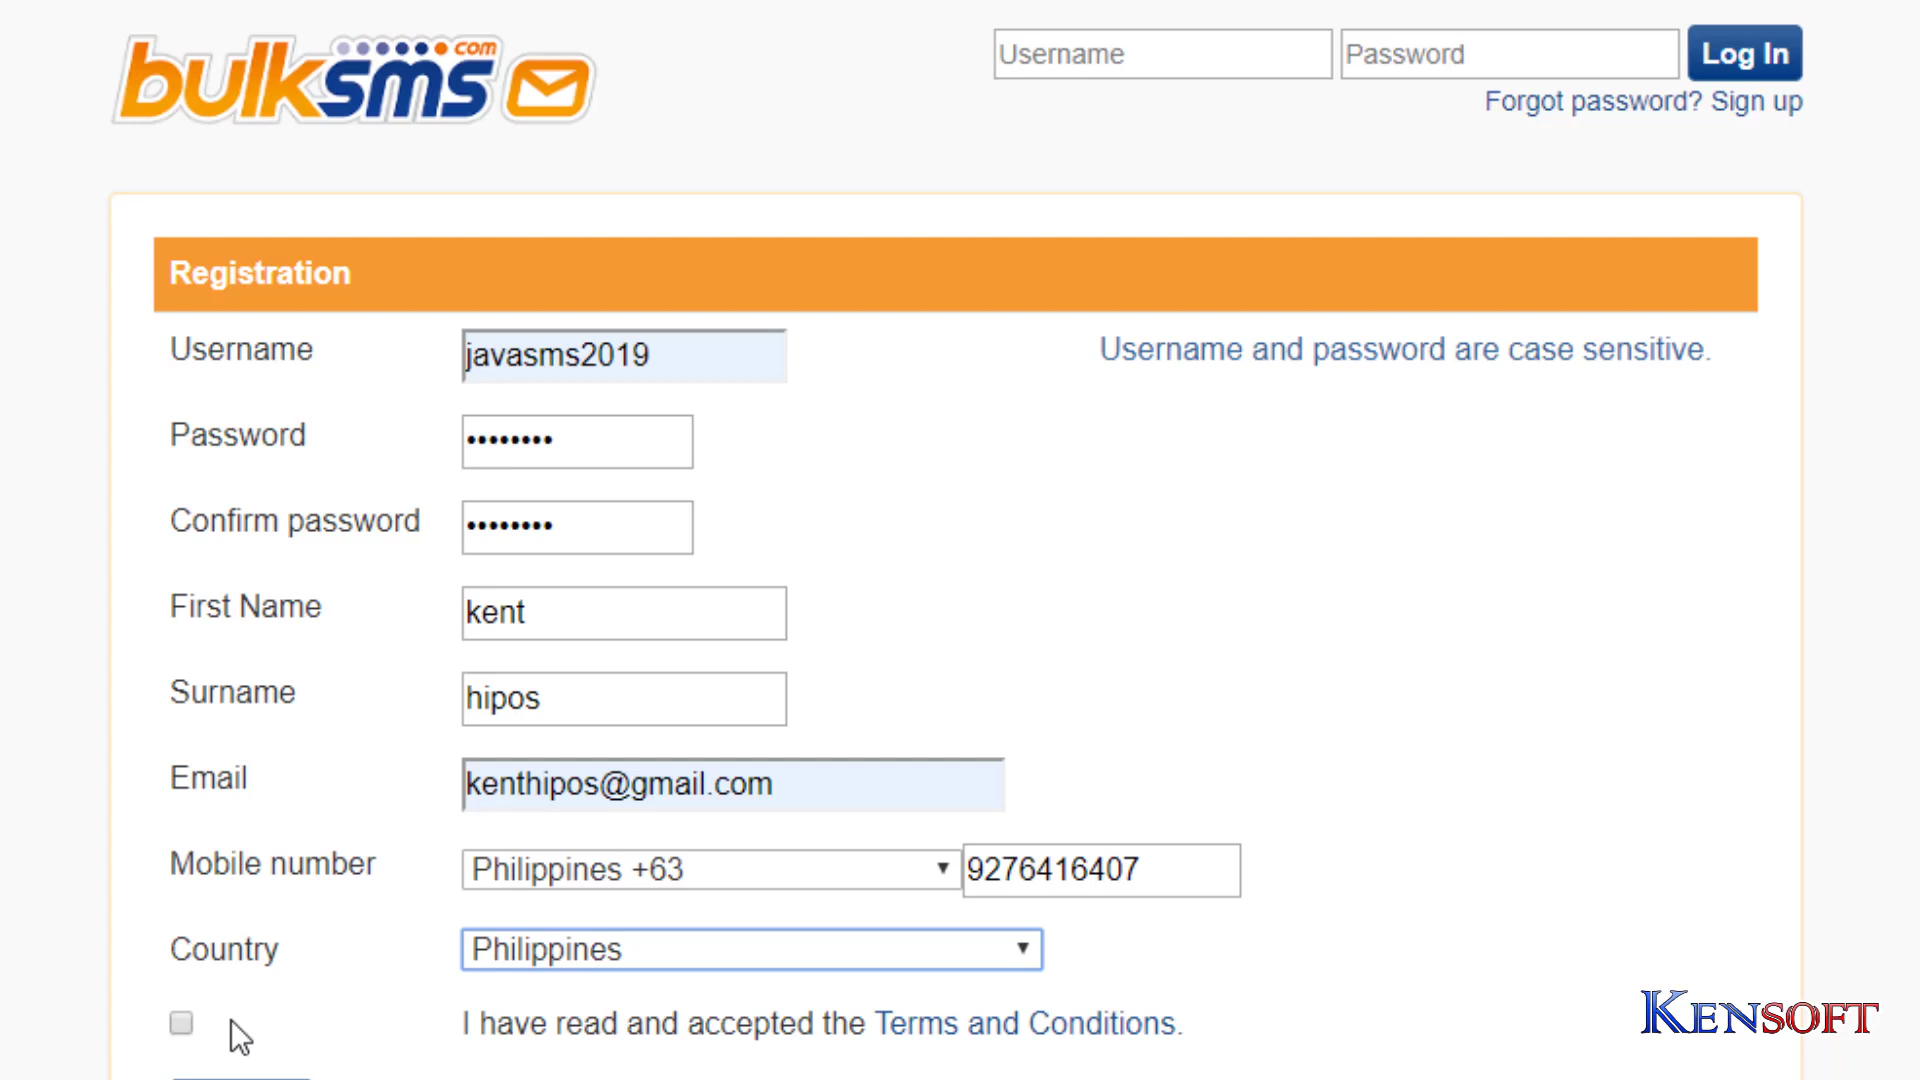 bulksms.com
Username Password Log In
Forgot password? Sign up
Registration
Username javasms2019 Username and password are case sensitive.
Password ••••••••
Confirm password ••••••••
First Name kent
Surname hipos
Email kenthipos@gmail.com
Mobile number Philippines +63 9276416407
Country Philippines
I have read and accepted the Terms and Conditions.
KENSOFT